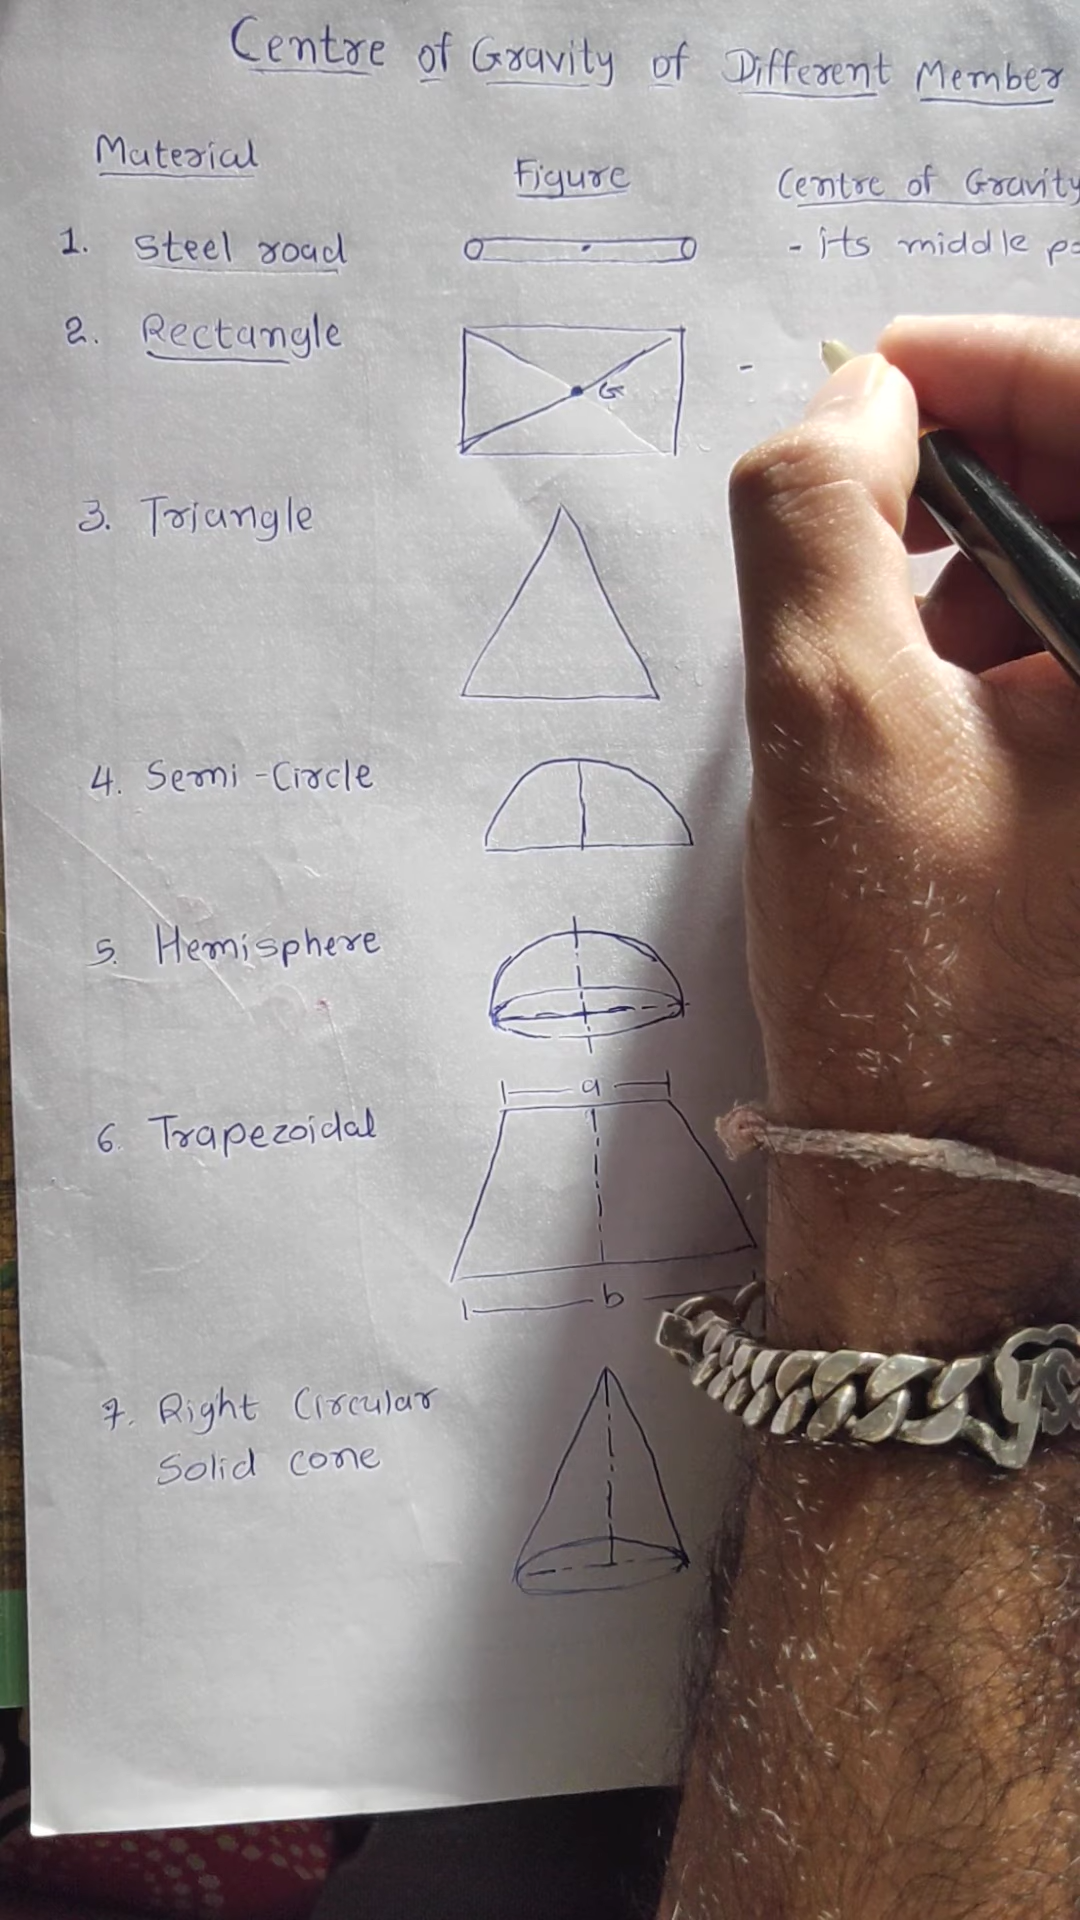 Centre of Gravity of Different Member
Material
Figure
Centre of Gravity
1. Steel road
- its middle po
2. Rectangle
G
-
3. Triangle
4. Semi-Circle
5. Hemisphere
a
6. Trapezoidal
b
7. Right Circular
Solid cone